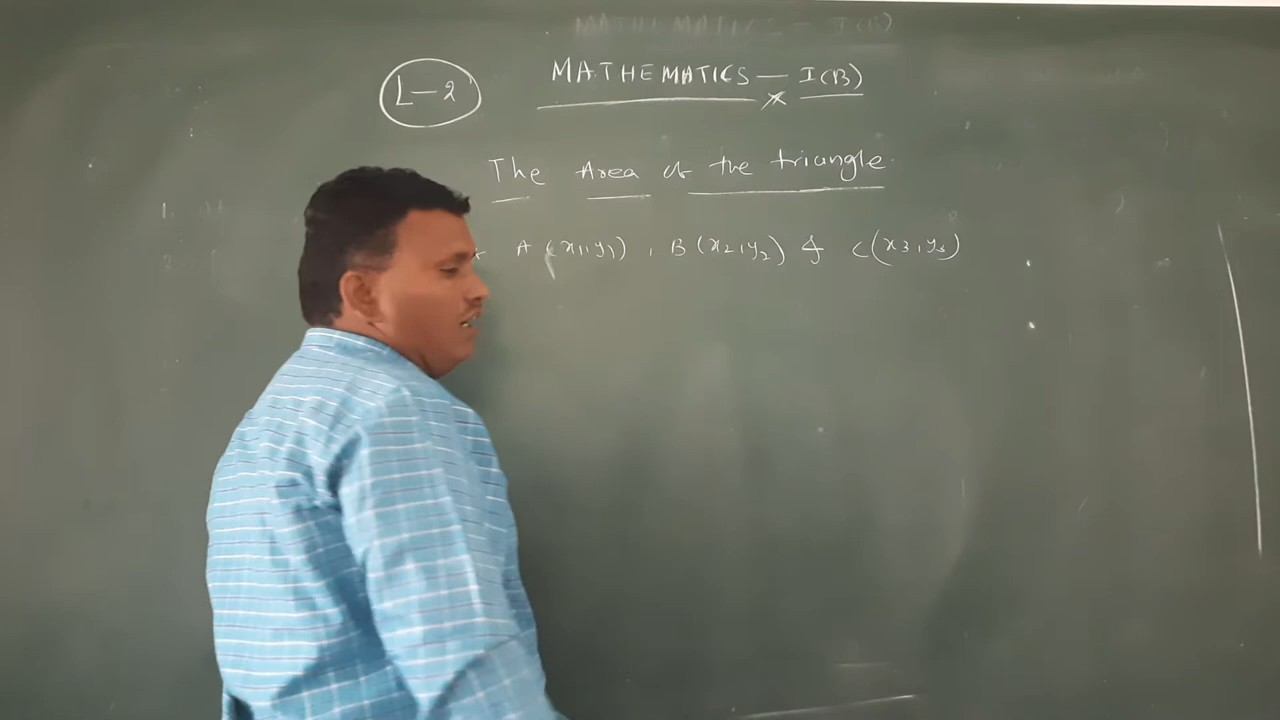 L-2
MATHEMATICS — I(B)
The Area of the triangle.
A(x1,y1), B(x2,y2) & C(x3,y3)